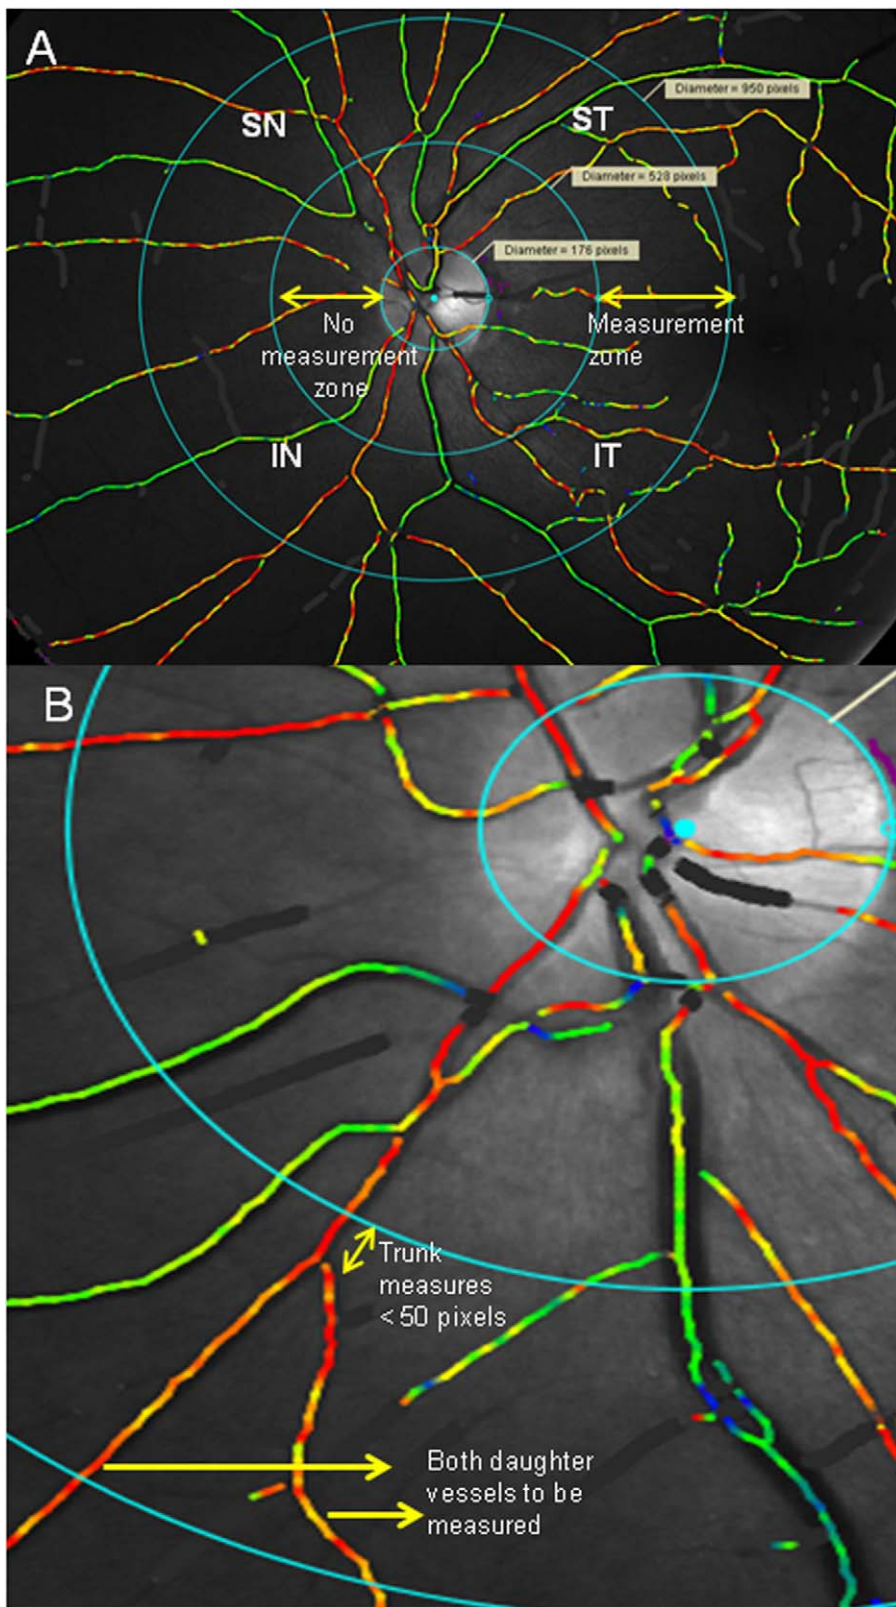 A
SN
ST
Diameter = 950 pixels
Diameter = 528 pixels
Diameter = 176 pixels
No
measurement
zone
Measurement
zone
IN
IT
B
Trunk
measures
< 50 pixels
Both daughter
vessels to be
measured